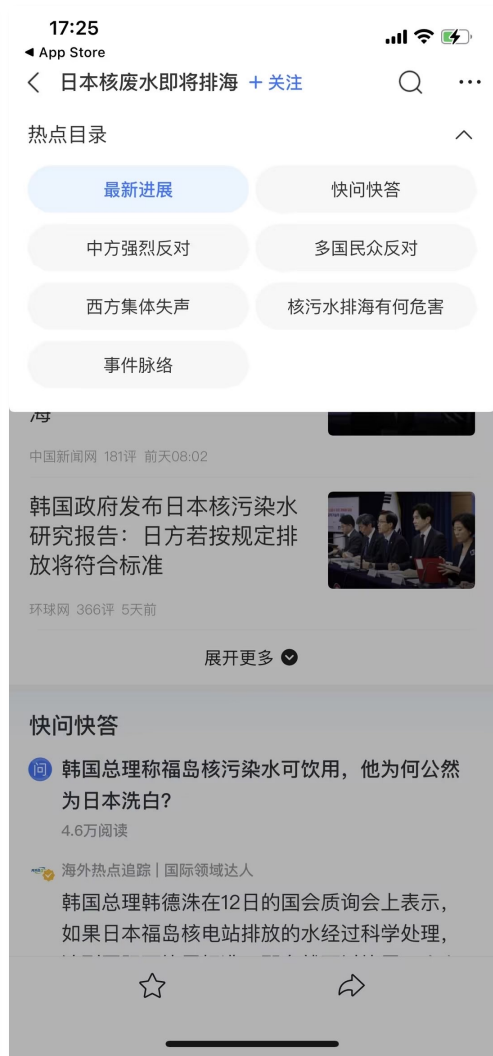 17:25
◀ App Store
日本核废水即将排海 + 关注
热点目录
最新进展
快问快答
中方强烈反对
多国民众反对
西方集体失声
核污水排海有何危害
事件脉络
海
中国新闻网 181评 前天08:02
韩国政府发布日本核污染水
研究报告：日方若按规定排
放将符合标准
环球网 366评 5天前
展开更多
快问快答
问 韩国总理称福岛核污染水可饮用，他为何公然
为日本洗白?
4.6万阅读
海外热点追踪 | 国际领域达人
韩国总理韩德洙在12日的国会质询会上表示，
如果日本福岛核电站排放的水经过科学处理，